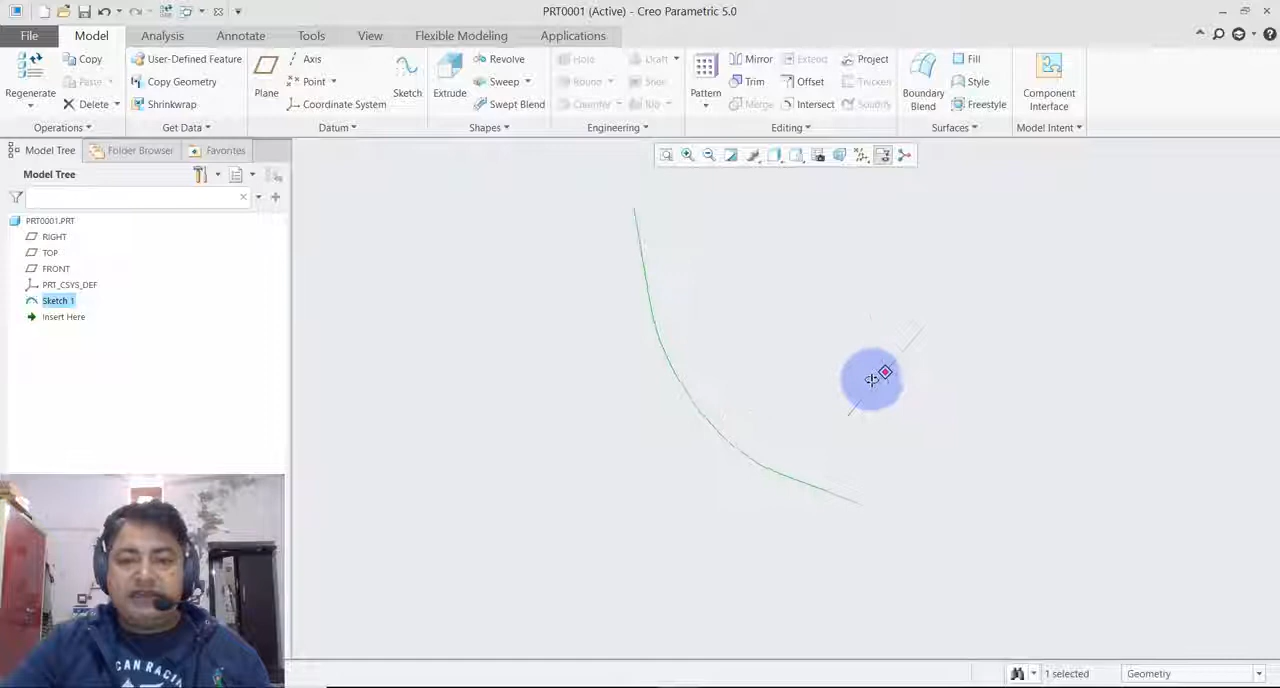 PRT0001 (Active) - Creo Parametric 5.0
File Model Analysis Annotate Tools View Flexible Modeling Applications
Regenerate
Copy
Paste
Delete
Operations
User-Defined Feature
Copy Geometry
Shrinkwrap
Get Data
Plane
Axis
Point
Coordinate System
Sketch
Datum
Extrude
Revolve
Sweep
Swept Blend
Shapes
Hole
Round
Draft
Shell
Rib
Engineering
Pattern
Mirror
Trim
Merge
Extend
Offset
Intersect
Project
Thicken
Solidify
Editing
Boundary
Blend
Fill
Style
Freestyle
Surfaces
Component
Interface
Model Intent
Model Tree Folder Browser Favorites
Model Tree
PRT0001.PRT
RIGHT
TOP
FRONT
PRT_CSYS_DEF
Sketch 1
Insert Here
CAN RACIN
1 selected Geometry